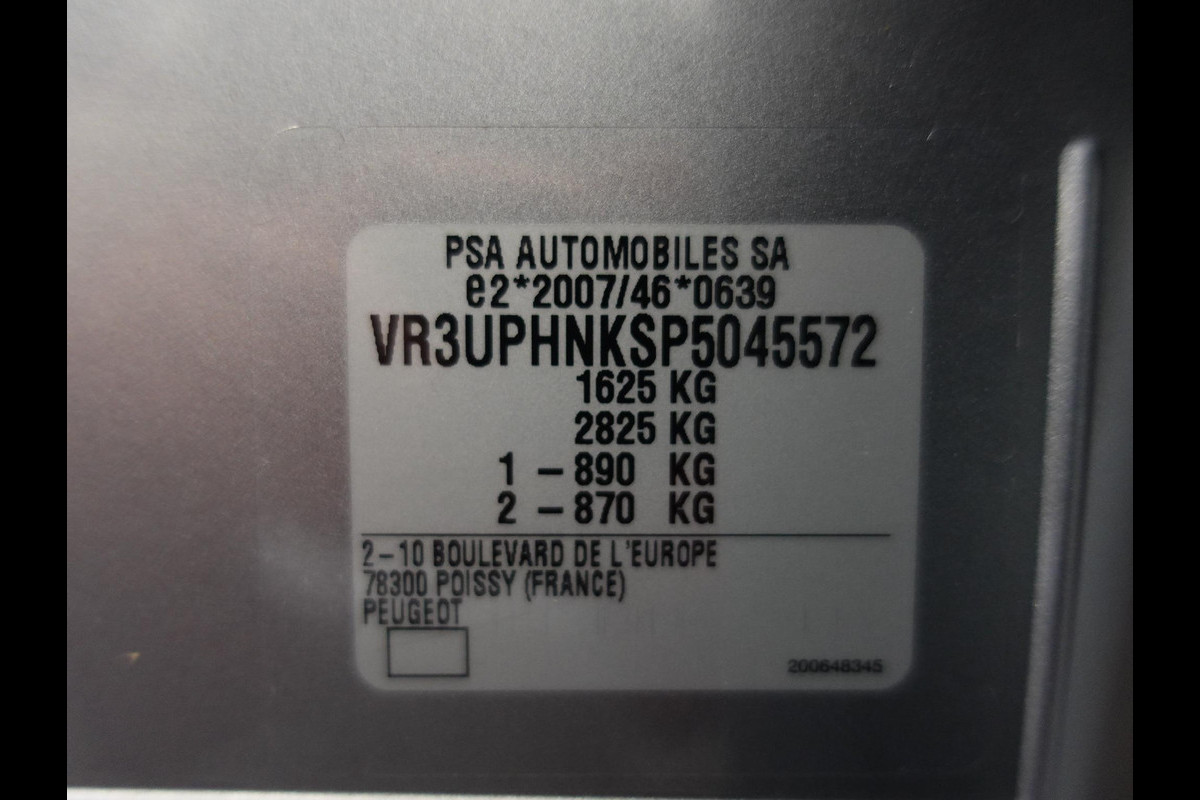 PSA AUTOMOBILES SA
e2*2007/46*0639
VR3UPHNKSP5045572
1625 KG
2825 KG
1 - 890 KG
2 - 870 KG
2-10 BOULEVARD DE L'EUROPE
78300 POISSY (FRANCE)
PEUGEOT
200648345